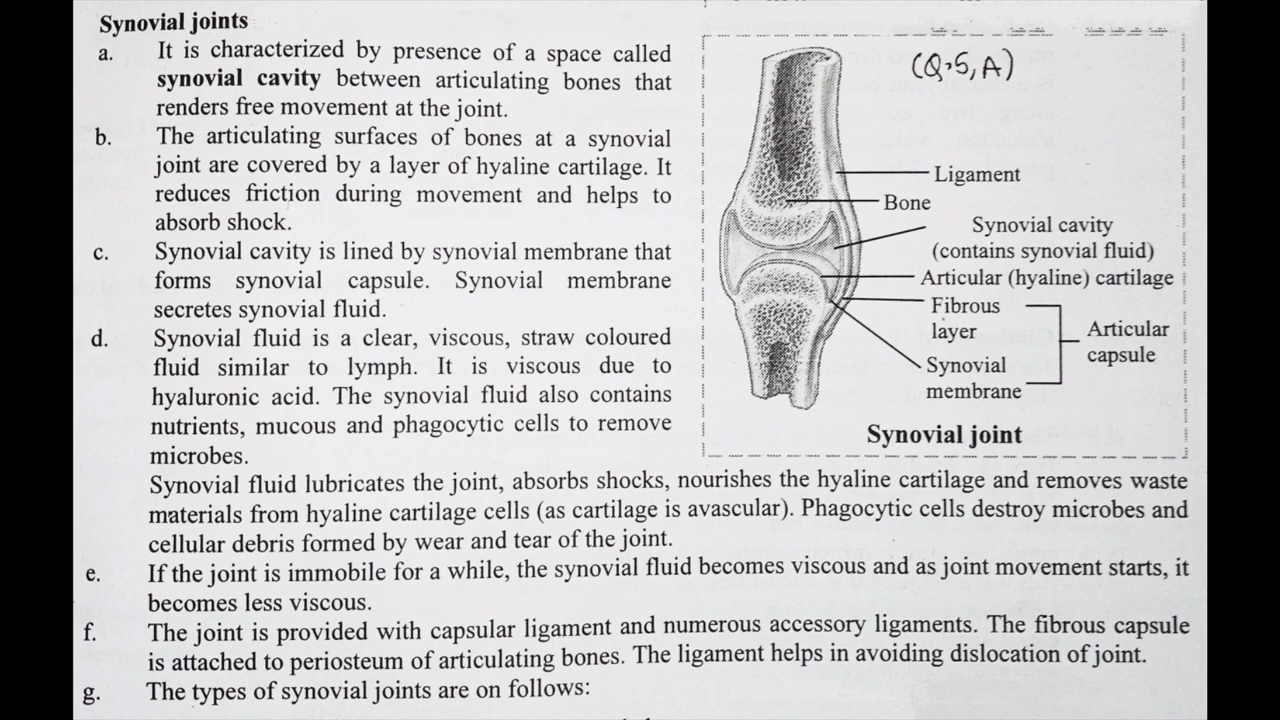 Synovial joints
a. It is characterized by presence of a space called
synovial cavity between articulating bones that
renders free movement at the joint.
b. The articulating surfaces of bones at a synovial
joint are covered by a layer of hyaline cartilage. It
reduces friction during movement and helps to
absorb shock.
c. Synovial cavity is lined by synovial membrane that
forms synovial capsule. Synovial membrane
secretes synovial fluid.
d. Synovial fluid is a clear, viscous, straw coloured
fluid similar to lymph. It is viscous due to
hyaluronic acid. The synovial fluid also contains
nutrients, mucous and phagocytic cells to remove
microbes.
(Q.5, A)
Ligament
Bone
Synovial cavity
(contains synovial fluid)
Articular (hyaline) cartilage
Fibrous
layer
Synovial
membrane
Articular
capsule
Synovial joint
Synovial fluid lubricates the joint, absorbs shocks, nourishes the hyaline cartilage and removes waste
materials from hyaline cartilage cells (as cartilage is avascular). Phagocytic cells destroy microbes and
cellular debris formed by wear and tear of the joint.
e. If the joint is immobile for a while, the synovial fluid becomes viscous and as joint movement starts, it
becomes less viscous.
f. The joint is provided with capsular ligament and numerous accessory ligaments. The fibrous capsule
is attached to periosteum of articulating bones. The ligament helps in avoiding dislocation of joint.
g. The types of synovial joints are on follows: